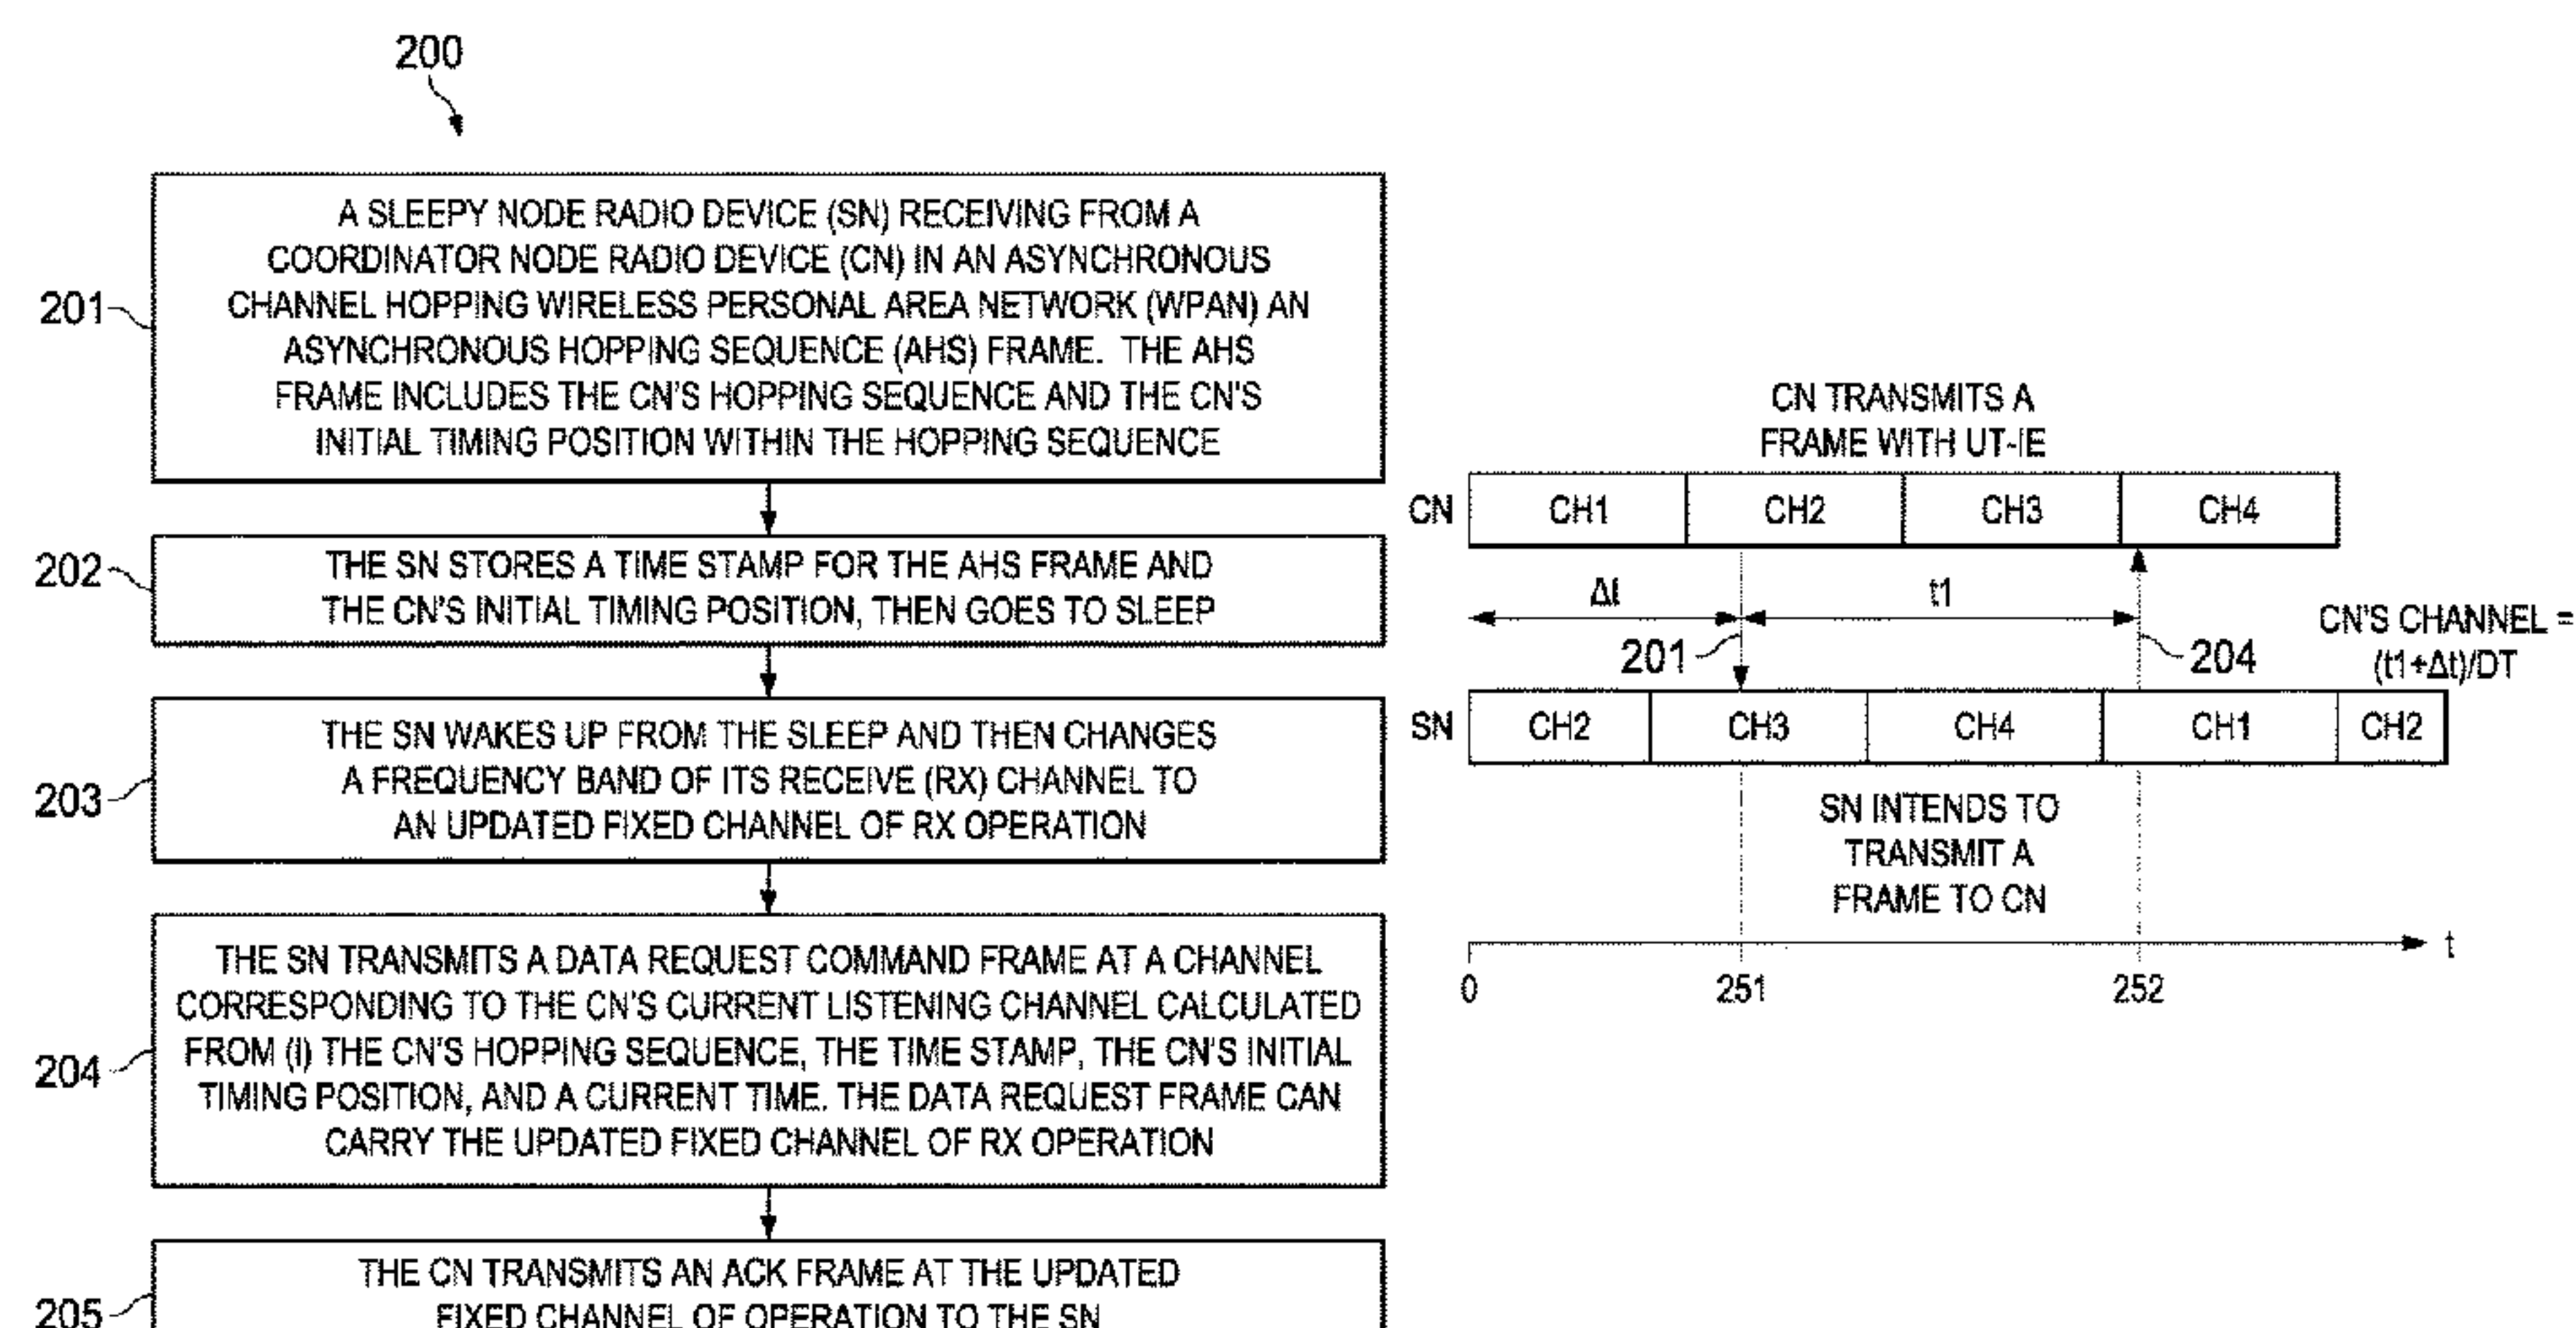 200
201
A SLEEPY NODE RADIO DEVICE (SN) RECEIVING FROM A
COORDINATOR NODE RADIO DEVICE (CN) IN AN ASYNCHRONOUS
CHANNEL HOPPING WIRELESS PERSONAL AREA NETWORK (WPAN) AN
ASYNCHRONOUS HOPPING SEQUENCE (AHS) FRAME. THE AHS
FRAME INCLUDES THE CN'S HOPPING SEQUENCE AND THE CN'S
INITIAL TIMING POSITION WITHIN THE HOPPING SEQUENCE
202
THE SN STORES A TIME STAMP FOR THE AHS FRAME AND
THE CN'S INITIAL TIMING POSITION, THEN GOES TO SLEEP
203
THE SN WAKES UP FROM THE SLEEP AND THEN CHANGES
A FREQUENCY BAND OF ITS RECEIVE (RX) CHANNEL TO
AN UPDATED FIXED CHANNEL OF RX OPERATION
204
THE SN TRANSMITS A DATA REQUEST COMMAND FRAME AT A CHANNEL
CORRESPONDING TO THE CN'S CURRENT LISTENING CHANNEL CALCULATED
FROM (I) THE CN'S HOPPING SEQUENCE, THE TIME STAMP, THE CN'S INITIAL
TIMING POSITION, AND A CURRENT TIME. THE DATA REQUEST FRAME CAN
CARRY THE UPDATED FIXED CHANNEL OF RX OPERATION
205
THE CN TRANSMITS AN ACK FRAME AT THE UPDATED
FIXED CHANNEL OF OPERATION TO THE SN
CN TRANSMITS A
FRAME WITH UT-IE
CN CH1 CH2 CH3 CH4
Δt t1
201 204
CN'S CHANNEL =
(t1+Δt)/DT
SN CH2 CH3 CH4 CH1 CH2
SN INTENDS TO
TRANSMIT A
FRAME TO CN
t
0 251 252